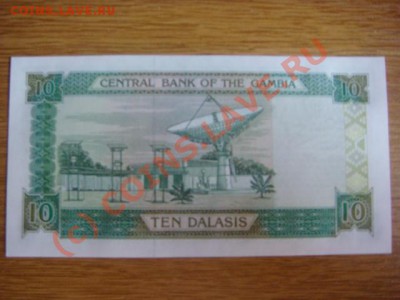 COINS.LAVE.RU
10 CENTRAL BANK OF THE GAMBIA 10
(c) COINS.LAVE.RU
10 TEN DALASIS 10